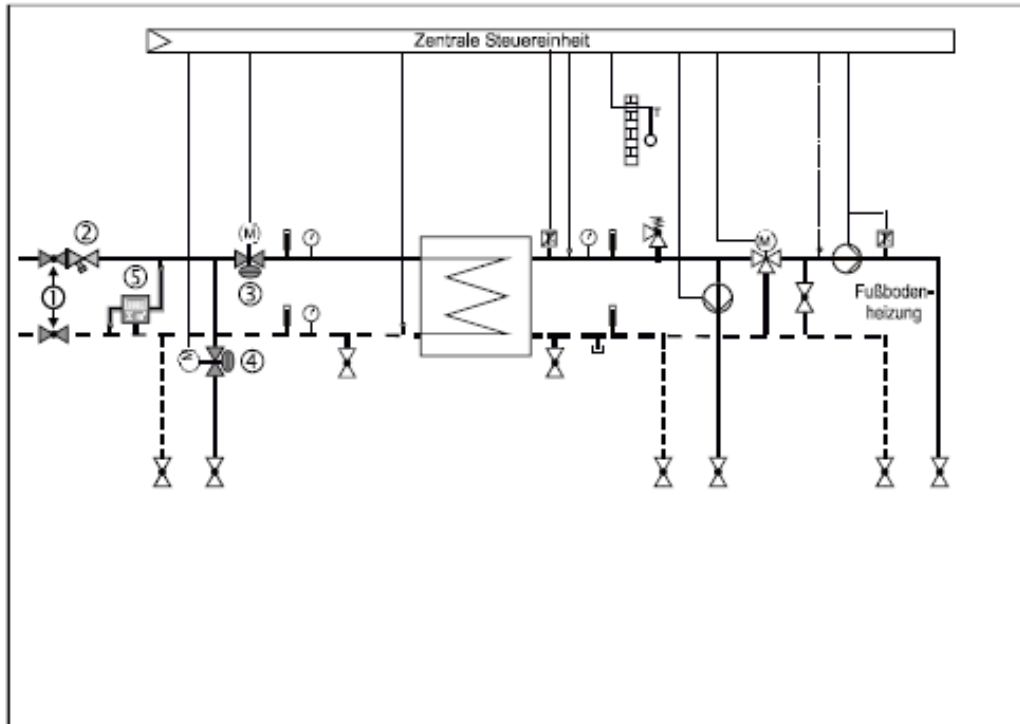 Zentrale Steuereinheit
②
M
M
⑤
③
①
Fußboden-
heizung
④